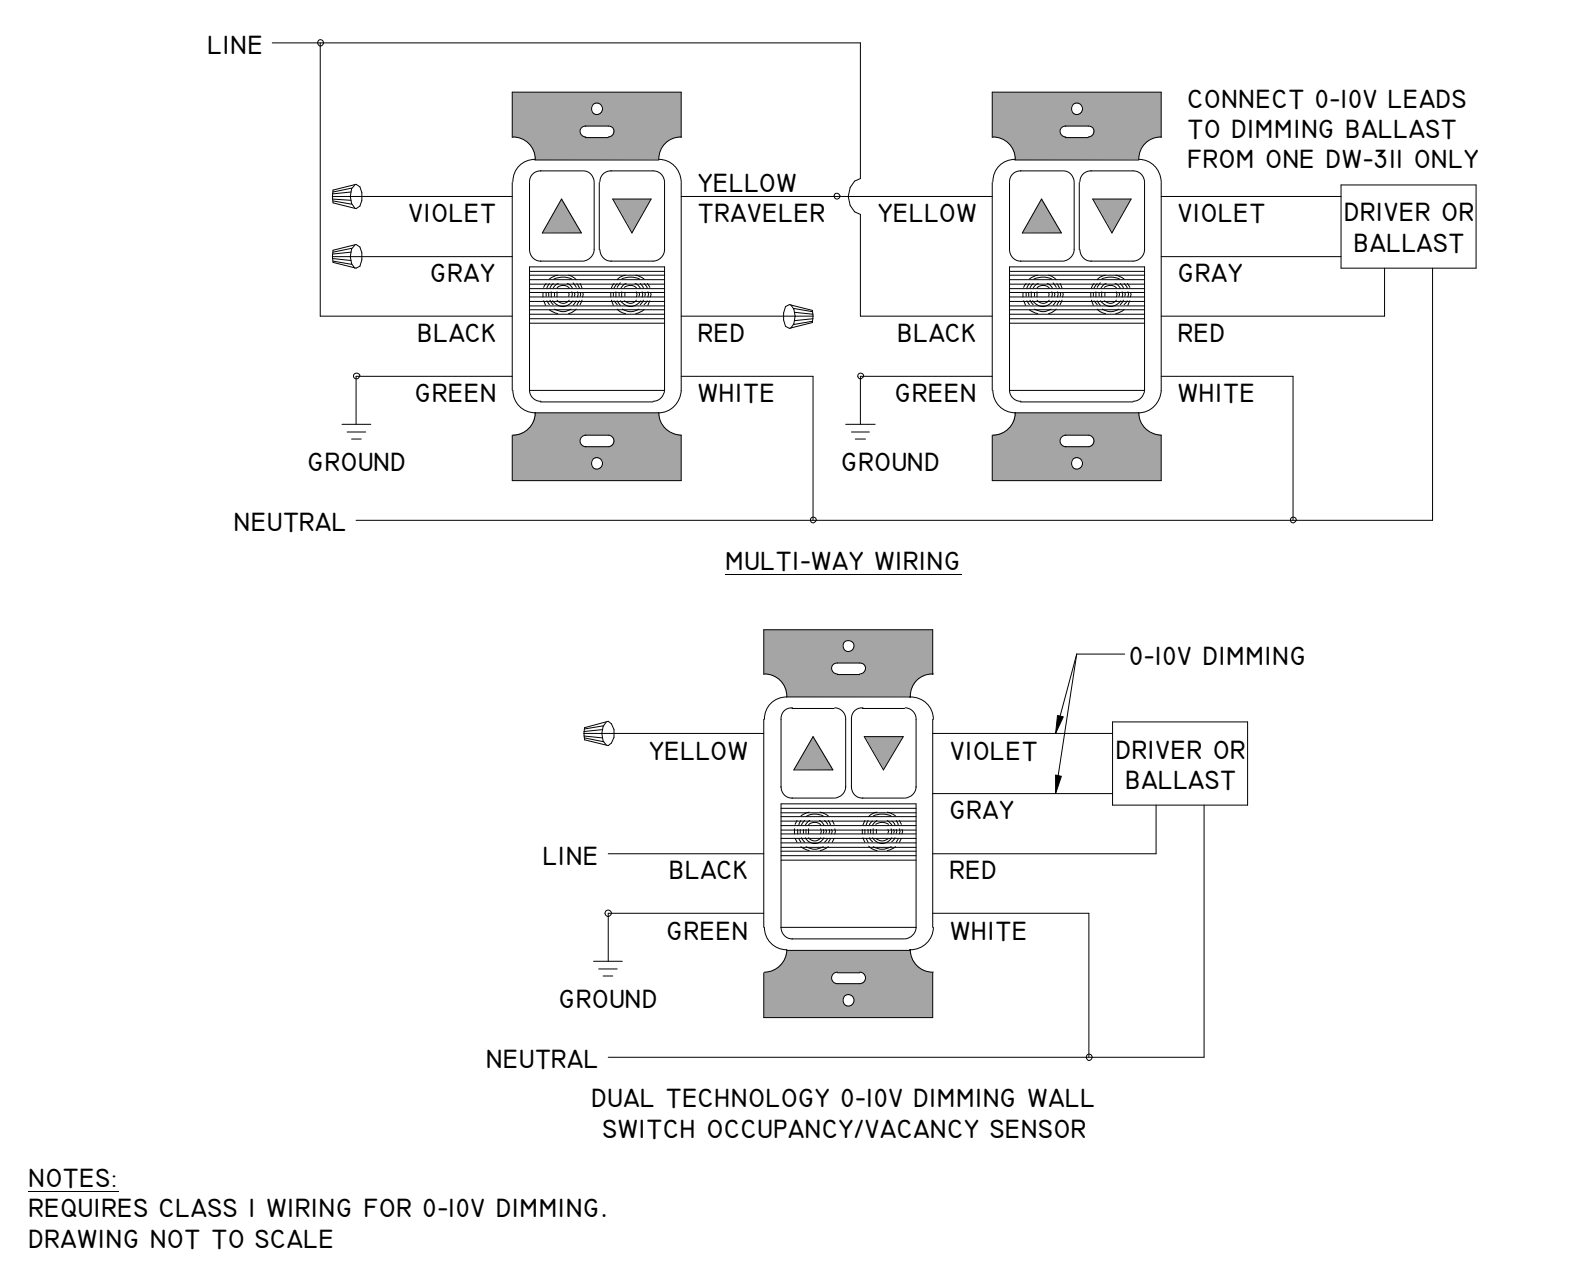 LINE
CONNECT 0-10V LEADS
TO DIMMING BALLAST
FROM ONE DW-311 ONLY
YELLOW
TRAVELER
VIOLET
YELLOW
VIOLET
DRIVER OR
BALLAST
GRAY
GRAY
BLACK
RED
BLACK
RED
GREEN
WHITE
GREEN
WHITE
GROUND
GROUND
NEUTRAL
MULTI-WAY WIRING
0-10V DIMMING
YELLOW
VIOLET
DRIVER OR
BALLAST
GRAY
LINE
BLACK
RED
GREEN
WHITE
GROUND
NEUTRAL
DUAL TECHNOLOGY 0-10V DIMMING WALL
SWITCH OCCUPANCY/VACANCY SENSOR
NOTES:
REQUIRES CLASS 1 WIRING FOR 0-10V DIMMING.
DRAWING NOT TO SCALE